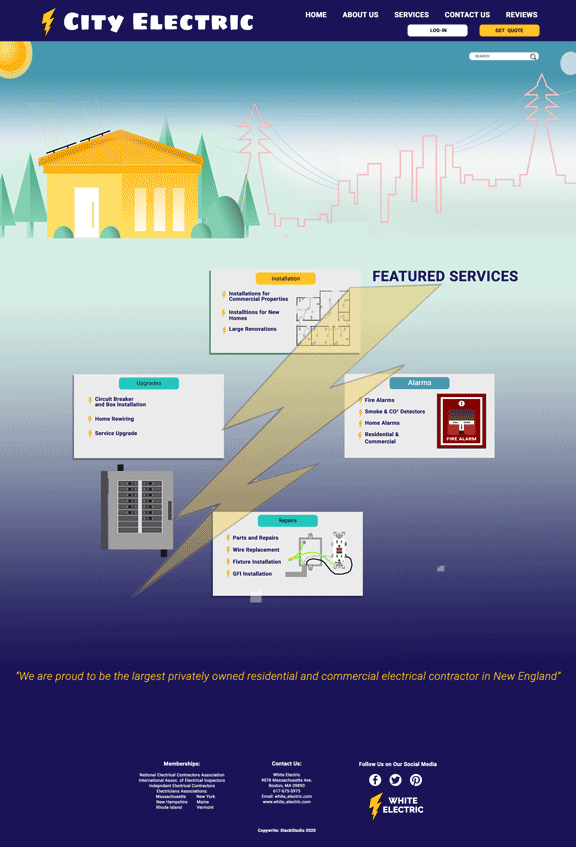 City Electric
HOME ABOUT US SERVICES CONTACT US REVIEWS
LOG-IN GET QUOTE
SEARCH
FEATURED SERVICES
Installation
Installations for
Commercial Properties
Installtions for New
Homes
Large Renovations
Upgrades
Circuit Breaker
and Box Installation
Home Rewiring
Service Upgrade
Alarms
Fire Alarms
Smoke & CO² Detectors
Home Alarms
Residential &
Commercial
FIRE ALARM
Repairs
Parts and Repairs
Wire Replacement
Fixture Installation
GFI Installation
"We are proud to be the largest privately owned residential and commercial electrical contractor in New England"
Memberships:
National Electrical Contractors Association
International Assoc. of Electrical Inspectors
Indepndent Electrical Contractors
Electricians Associations:
Massachusetts New York
New Hampshire Maine
Rhode Island Vermont
Contact Us:
White Electric
9078 Massachusetts Ave.
Boston, MA 09890
617-675-3975
Email: white_electric.com
www.white_electric.com
Follow Us on Our Social Media
WHITE
ELECTRIC
Copywrite: StackStudio 2020